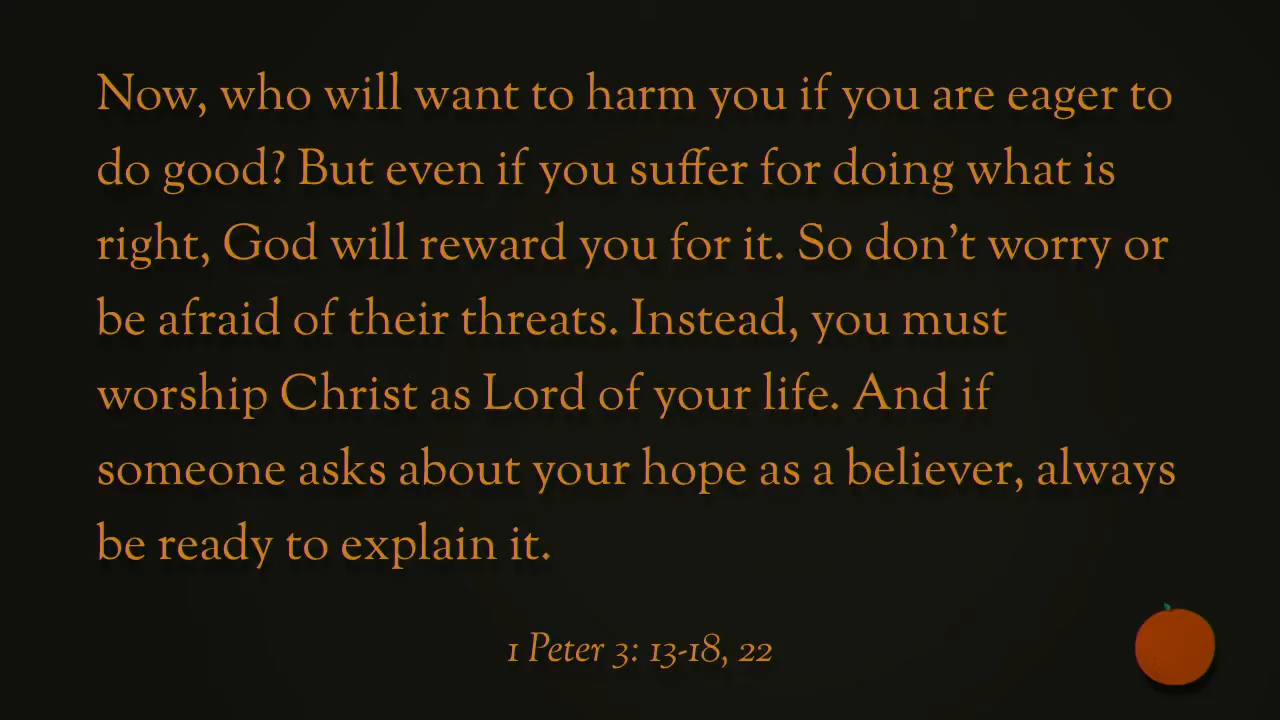 Now, who will want to harm you if you are eager to
do good? But even if you suffer for doing what is
right, God will reward you for it. So don’t worry or
be afraid of their threats. Instead, you must
worship Christ as Lord of your life. And if
someone asks about your hope as a believer, always
be ready to explain it.
1 Peter 3: 13-18, 22